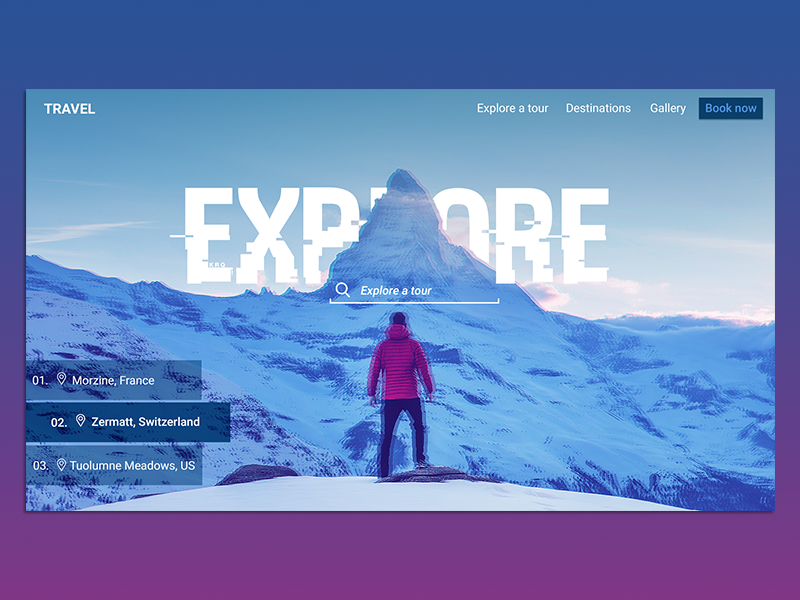 TRAVEL
Explore a tour
Destinations
Gallery
Book now
EXPLORE
Explore a tour
01. Morzine, France
02. Zermatt, Switzerland
03. Tuolumne Meadows, US